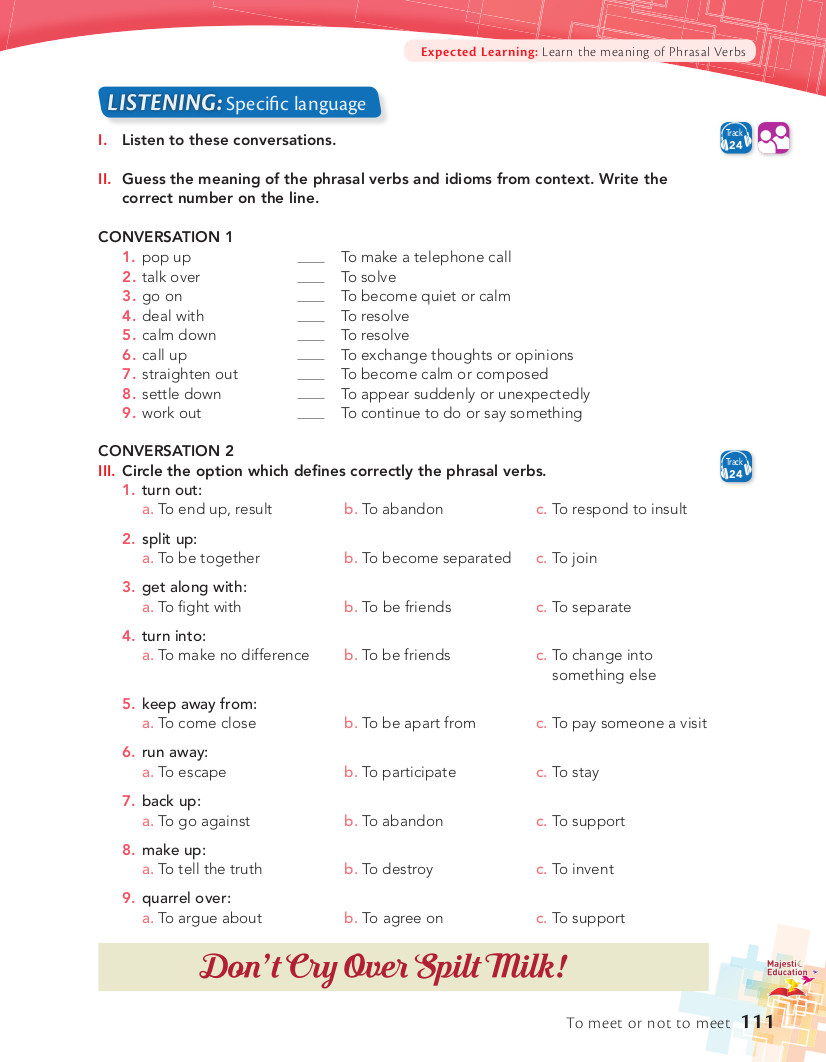 Expected Learning: Learn the meaning of Phrasal Verbs
LISTENING: Specific language
I. Listen to these conversations.
Track
24
II. Guess the meaning of the phrasal verbs and idioms from context. Write the
correct number on the line.
CONVERSATION 1
1. pop up ____ To make a telephone call
2. talk over ____ To solve
3. go on ____ To become quiet or calm
4. deal with ____ To resolve
5. calm down ____ To resolve
6. call up ____ To exchange thoughts or opinions
7. straighten out ____ To become calm or composed
8. settle down ____ To appear suddenly or unexpectedly
9. work out ____ To continue to do or say something
CONVERSATION 2
III. Circle the option which defines correctly the phrasal verbs.
Track
24
1. turn out:
a. To end up, result b. To abandon c. To respond to insult
2. split up:
a. To be together b. To become separated c. To join
3. get along with:
a. To fight with b. To be friends c. To separate
4. turn into:
a. To make no difference b. To be friends c. To change into
something else
5. keep away from:
a. To come close b. To be apart from c. To pay someone a visit
6. run away:
a. To escape b. To participate c. To stay
7. back up:
a. To go against b. To abandon c. To support
8. make up:
a. To tell the truth b. To destroy c. To invent
9. quarrel over:
a. To argue about b. To agree on c. To support
Don't Cry Over Spilt Milk!
Majestic
Education
To meet or not to meet 111